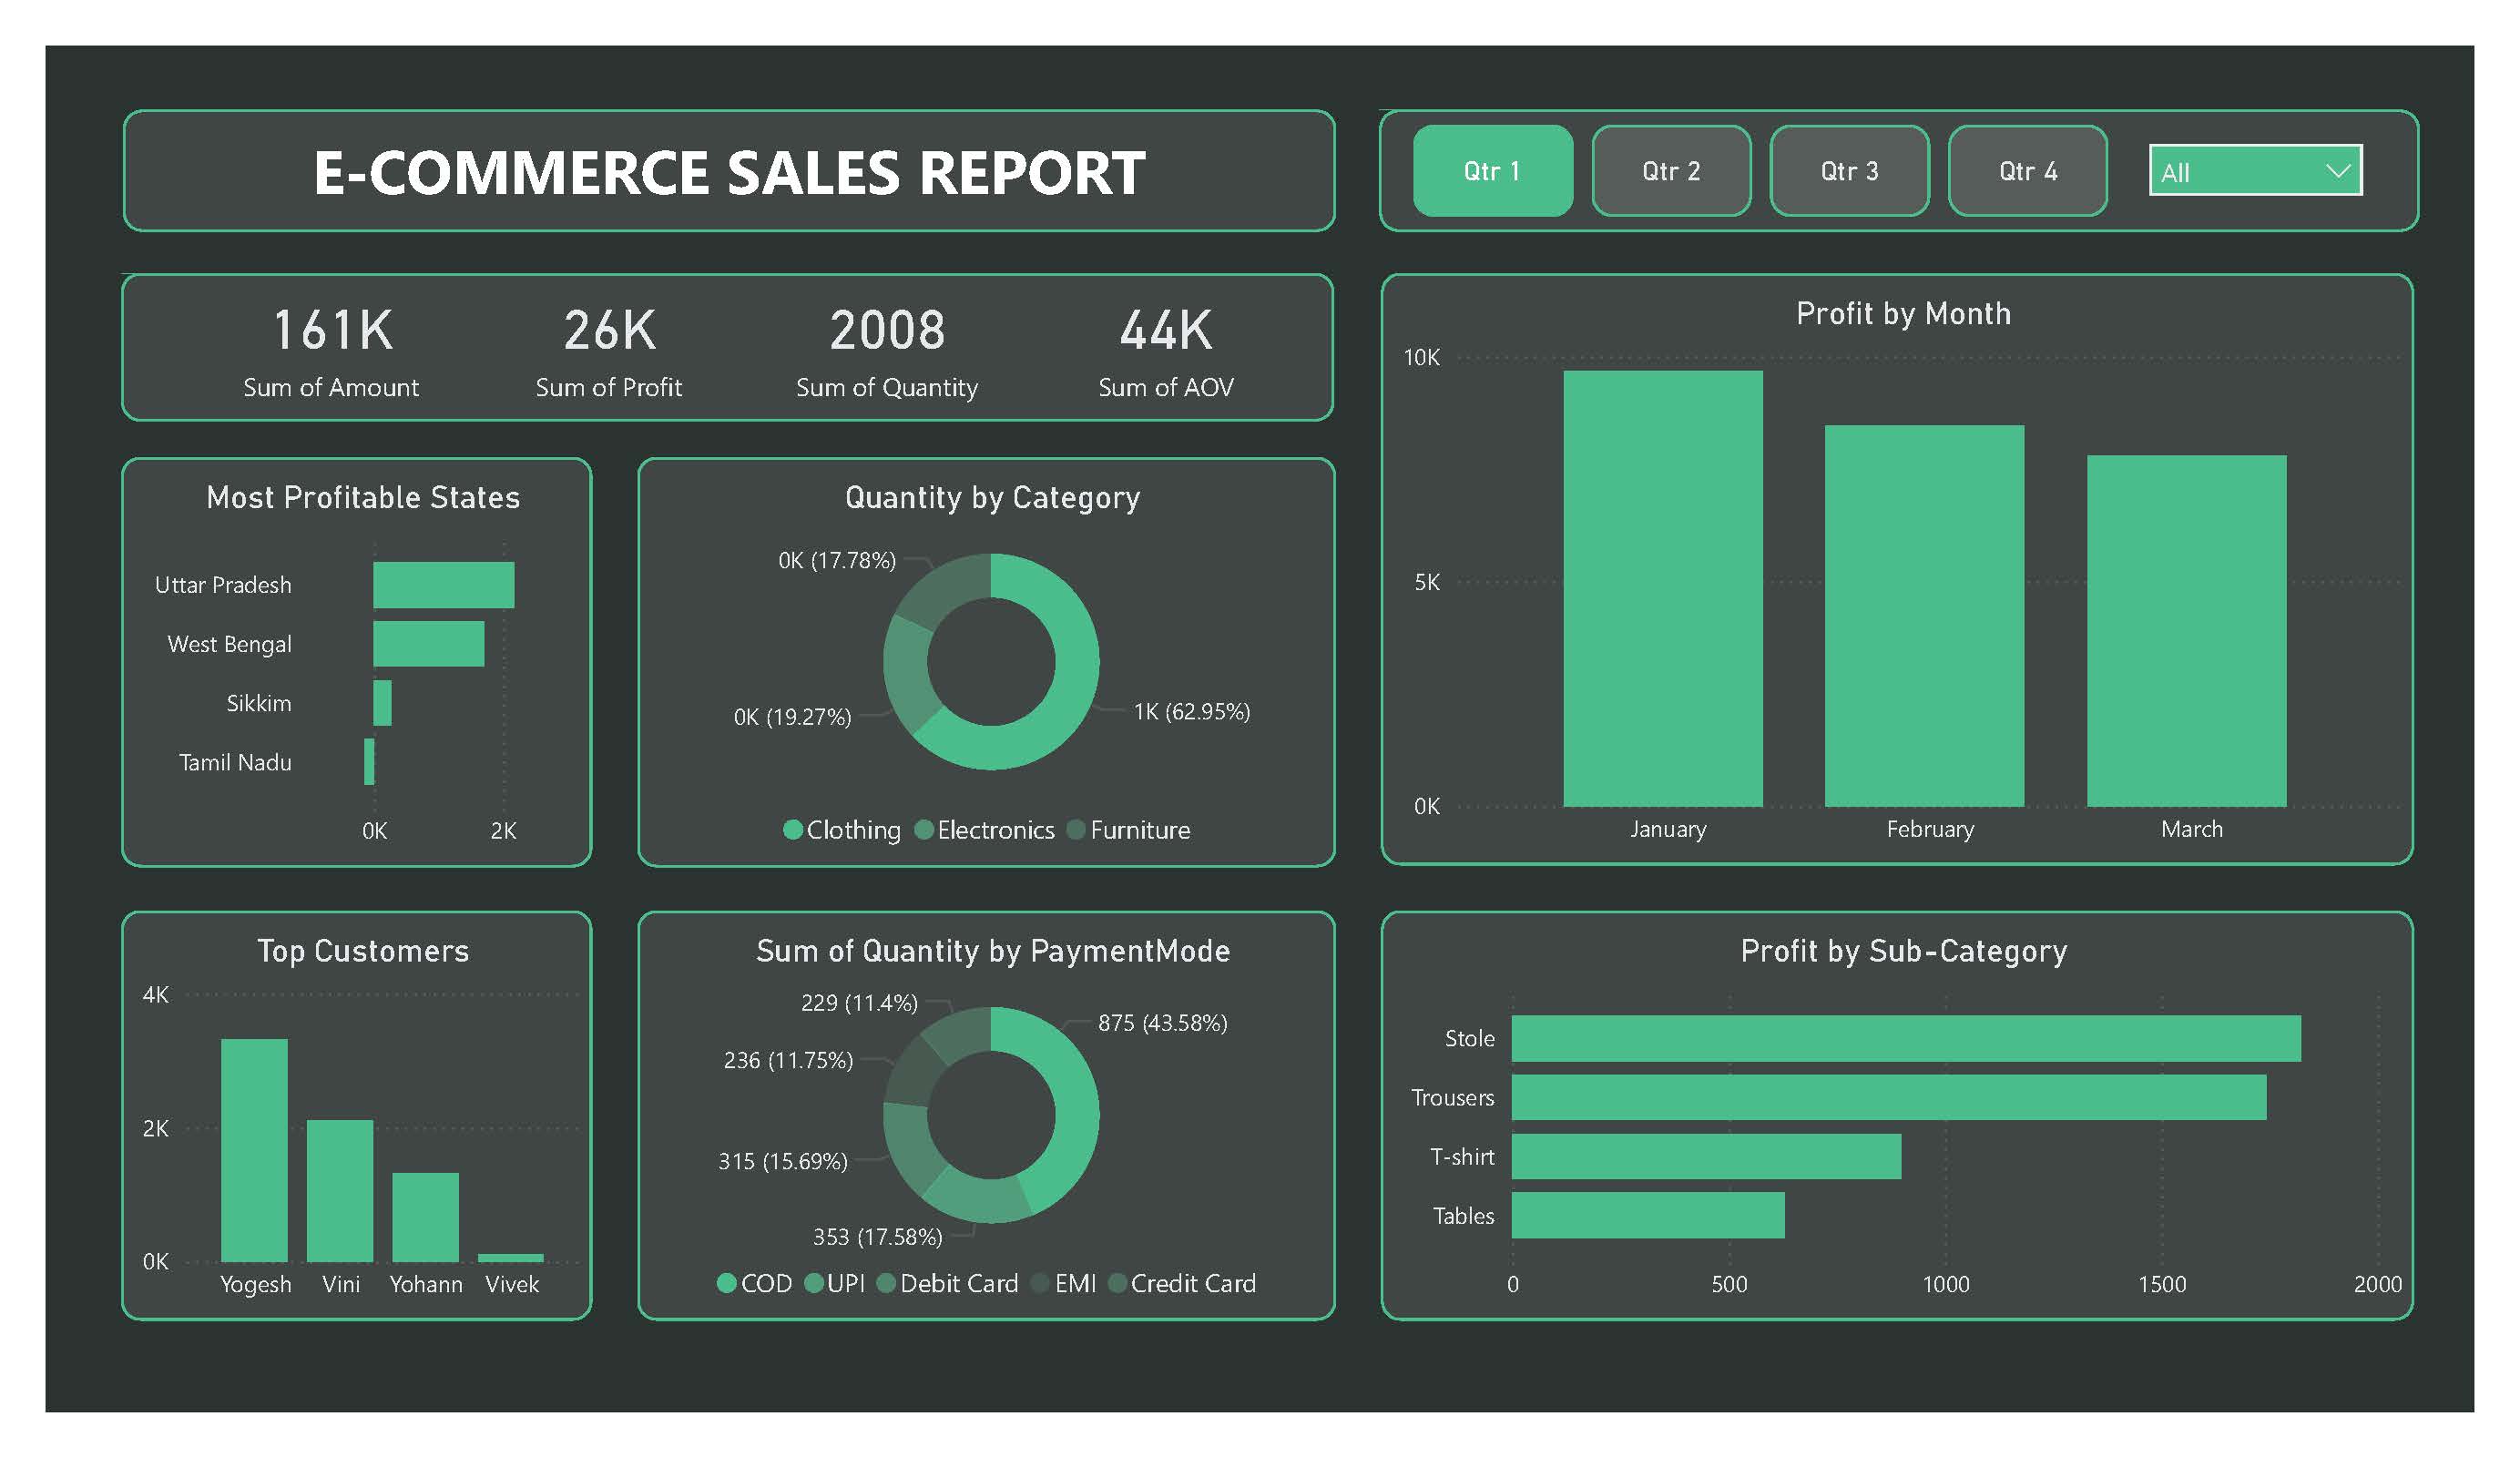 E-COMMERCE SALES REPORT
Qtr 1
Qtr 2
Qtr 3
Qtr 4
All
161K
26K
2008
44K
Sum of Amount
Sum of Profit
Sum of Quantity
Sum of AOV
Profit by Month
10K
5K
0K
January
February
March
Most Profitable States
Uttar Pradesh
West Bengal
Sikkim
Tamil Nadu
0K
2K
Quantity by Category
0K (17.78%)
0K (19.27%)
1K (62.95%)
Clothing
Electronics
Furniture
Top Customers
4K
2K
0K
Yogesh
Vini
Yohann
Vivek
Sum of Quantity by PaymentMode
229 (11.4%)
875 (43.58%)
236 (11.75%)
315 (15.69%)
353 (17.58%)
COD
UPI
Debit Card
EMI
Credit Card
Profit by Sub-Category
Stole
Trousers
T-shirt
Tables
0
500
1000
1500
2000